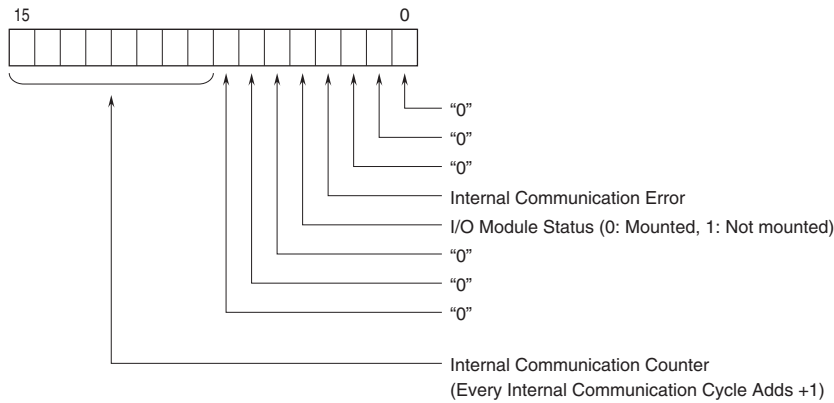 15 0
“0”
“0”
“0”
Internal Communication Error
I/O Module Status (0: Mounted, 1: Not mounted)
“0”
“0”
“0”
Internal Communication Counter
(Every Internal Communication Cycle Adds +1)